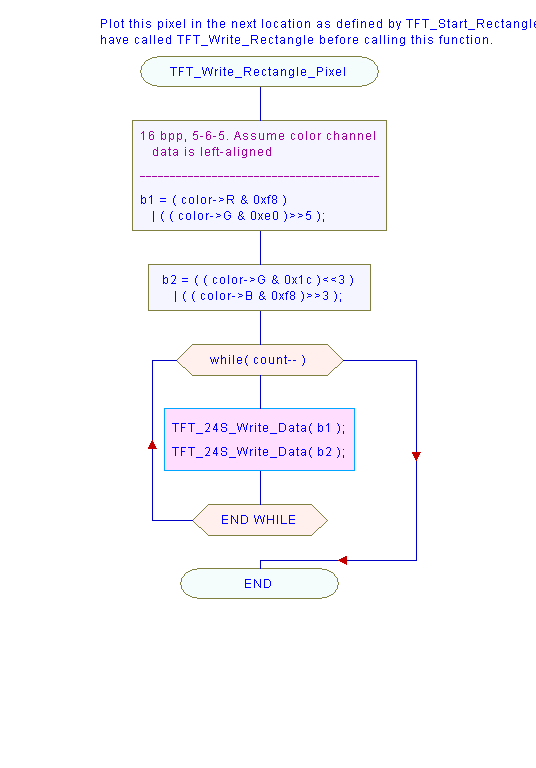 Plot this pixel in the next location as defined by TFT_Start_Rectangle
have called TFT_Write_Rectangle before calling this function.
TFT_Write_Rectangle_Pixel
16 bpp, 5-6-5. Assume color channel
data is left-aligned
----------------------------------------
b1 = ( color->R & 0xf8 )
| ( ( color->G & 0xe0 )>>5 );
b2 = ( ( color->G & 0x1c )<<3 )
| ( ( color->B & 0xf8 )>>3 );
while( count-- )
TFT_24S_Write_Data( b1 );
TFT_24S_Write_Data( b2 );
END WHILE
END